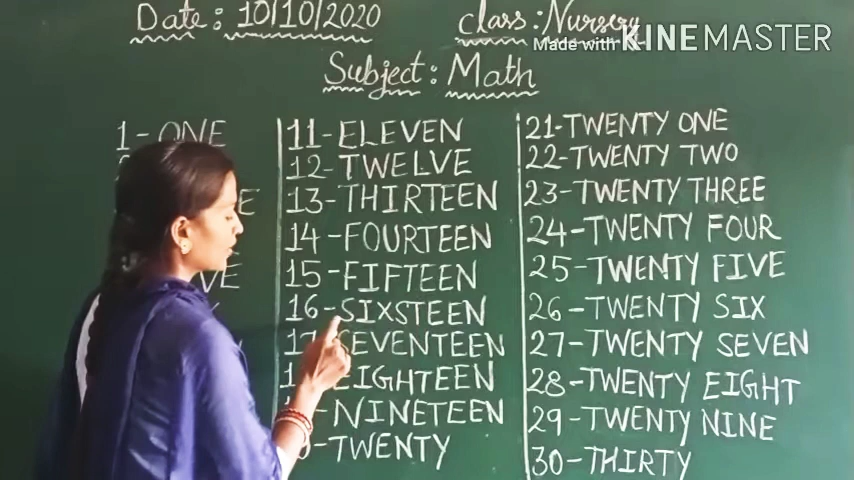 Date: 10/10/2020
Class: Nursery
Made with KINEMASTER
Subject: Math
1- ONE
11-ELEVEN
12-TWELVE
13-THIRTEEN
14-FOURTEEN
15-FIFTEEN
16-SIXSTEEN
SEVENTEEN
EIGHTEEN
NINETEEN
-TWENTY
21-TWENTY ONE
22-TWENTY TWO
23-TWENTY THREE
24-TWENTY FOUR
25-TWENTY FIVE
26-TWENTY SIX
27-TWENTY SEVEN
28-TWENTY EIGHT
29-TWENTY NINE
30-THIRTY